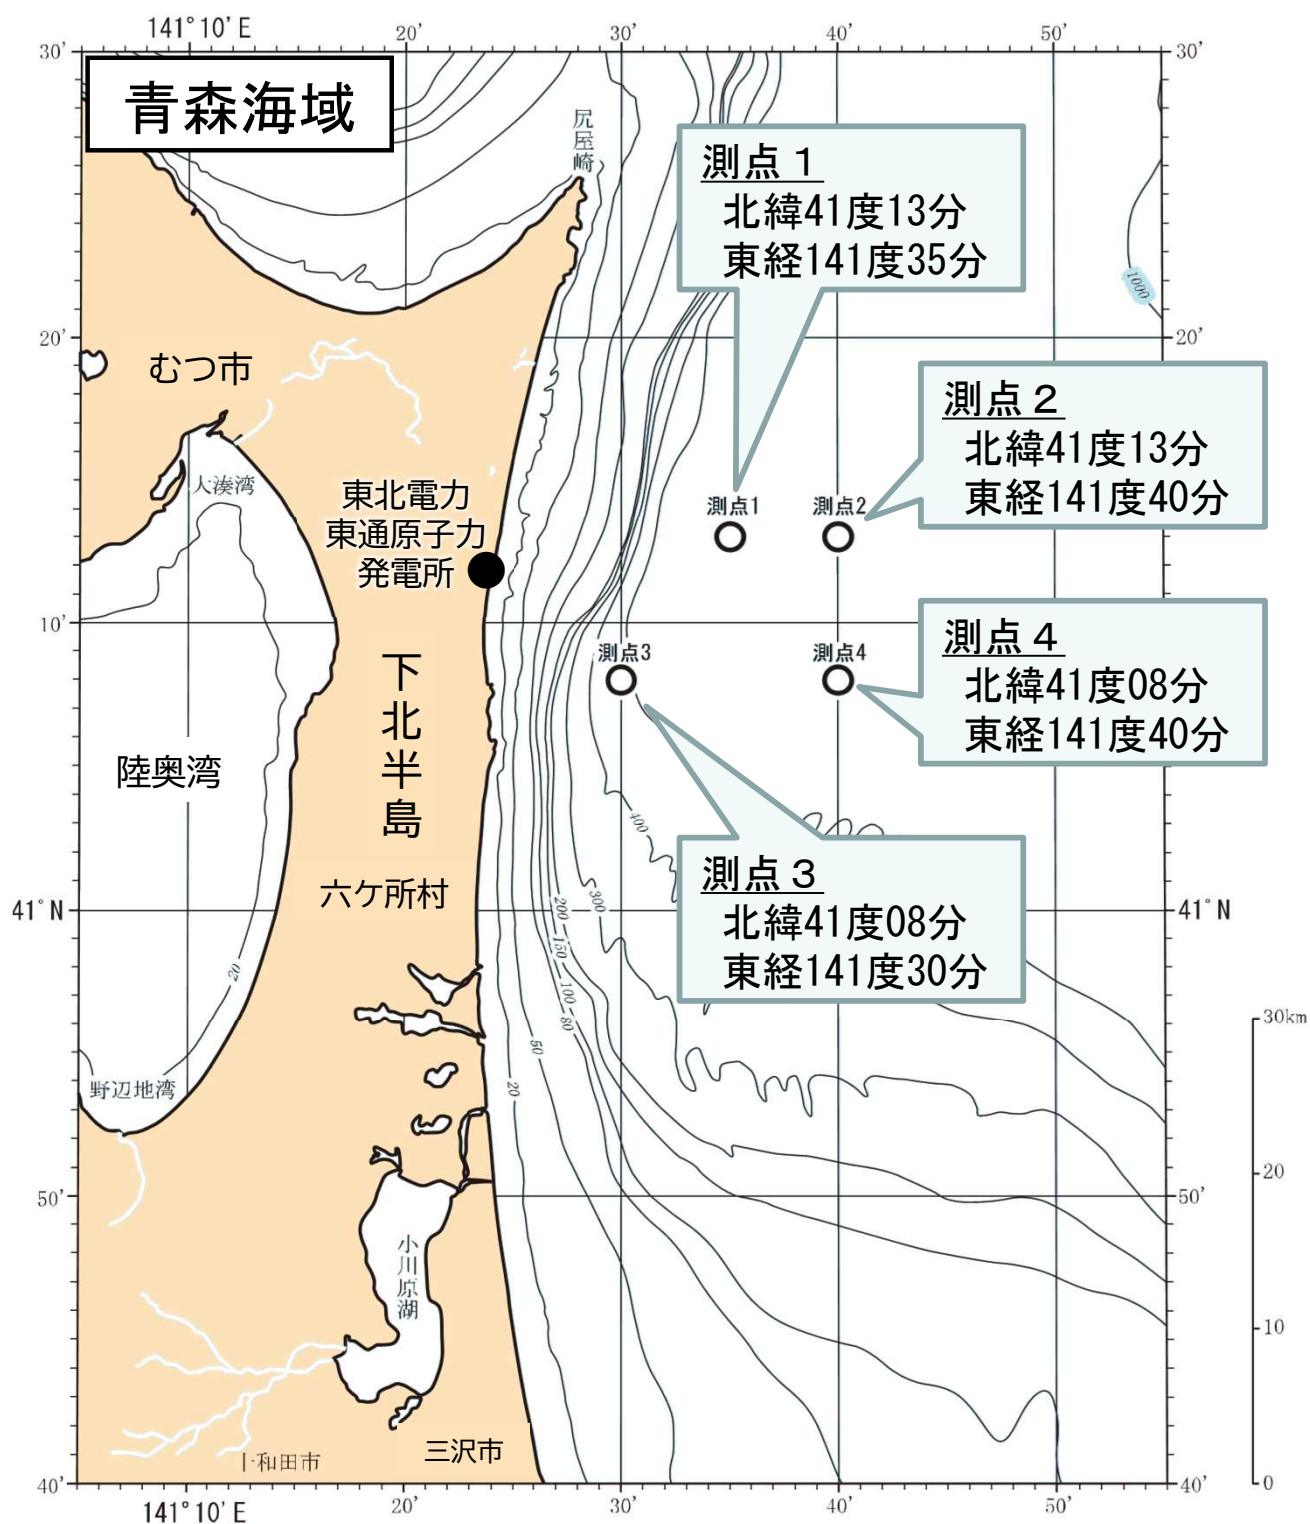 141°10′E
20′
30′
40′
50′
30′
30′
青森海域
尻屋崎
測点１
北緯41度13分
東経141度35分
1000
20′
20′
むつ市
測点２
北緯41度13分
東経141度40分
大湊湾
東北電力
東通原子力
発電所
測点1
測点2
10′
測点４
北緯41度08分
東経141度40分
測点3
測点4
下北半島
陸奥湾
400
測点３
北緯41度08分
東経141度30分
六ケ所村
300
200
150
100
80
50
20
41°N
41°N
20
野辺地湾
30km
20
10
0
50′
50′
小川原湖
十和田市
三沢市
40′
40′
141°10′E
20′
30′
40′
50′